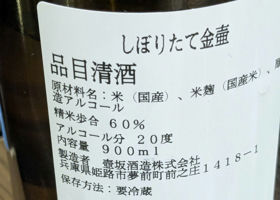 しぼりたて金壷
品目清酒
原材料名：米（国産）、米麹（国産米）、
造アルコール
精米歩合 60％
アルコール分 20度
内容量 900ml
製造者 壺坂酒造株式会社
兵庫県姫路市夢前町前之庄1418-1
保存方法：要冷蔵